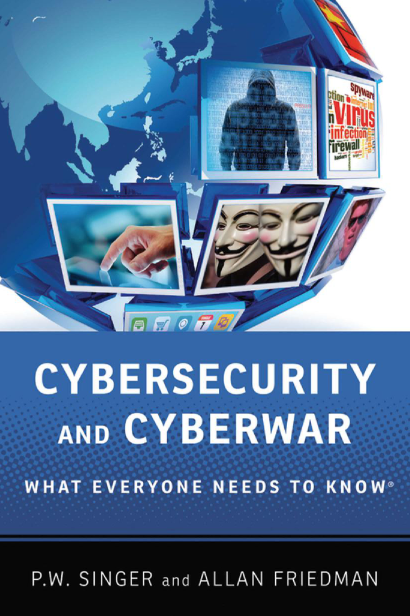 spyware
virus
infection
firewall
CYBERSECURITY
AND CYBERWAR
WHAT EVERYONE NEEDS TO KNOW®
P.W. SINGER and ALLAN FRIEDMAN